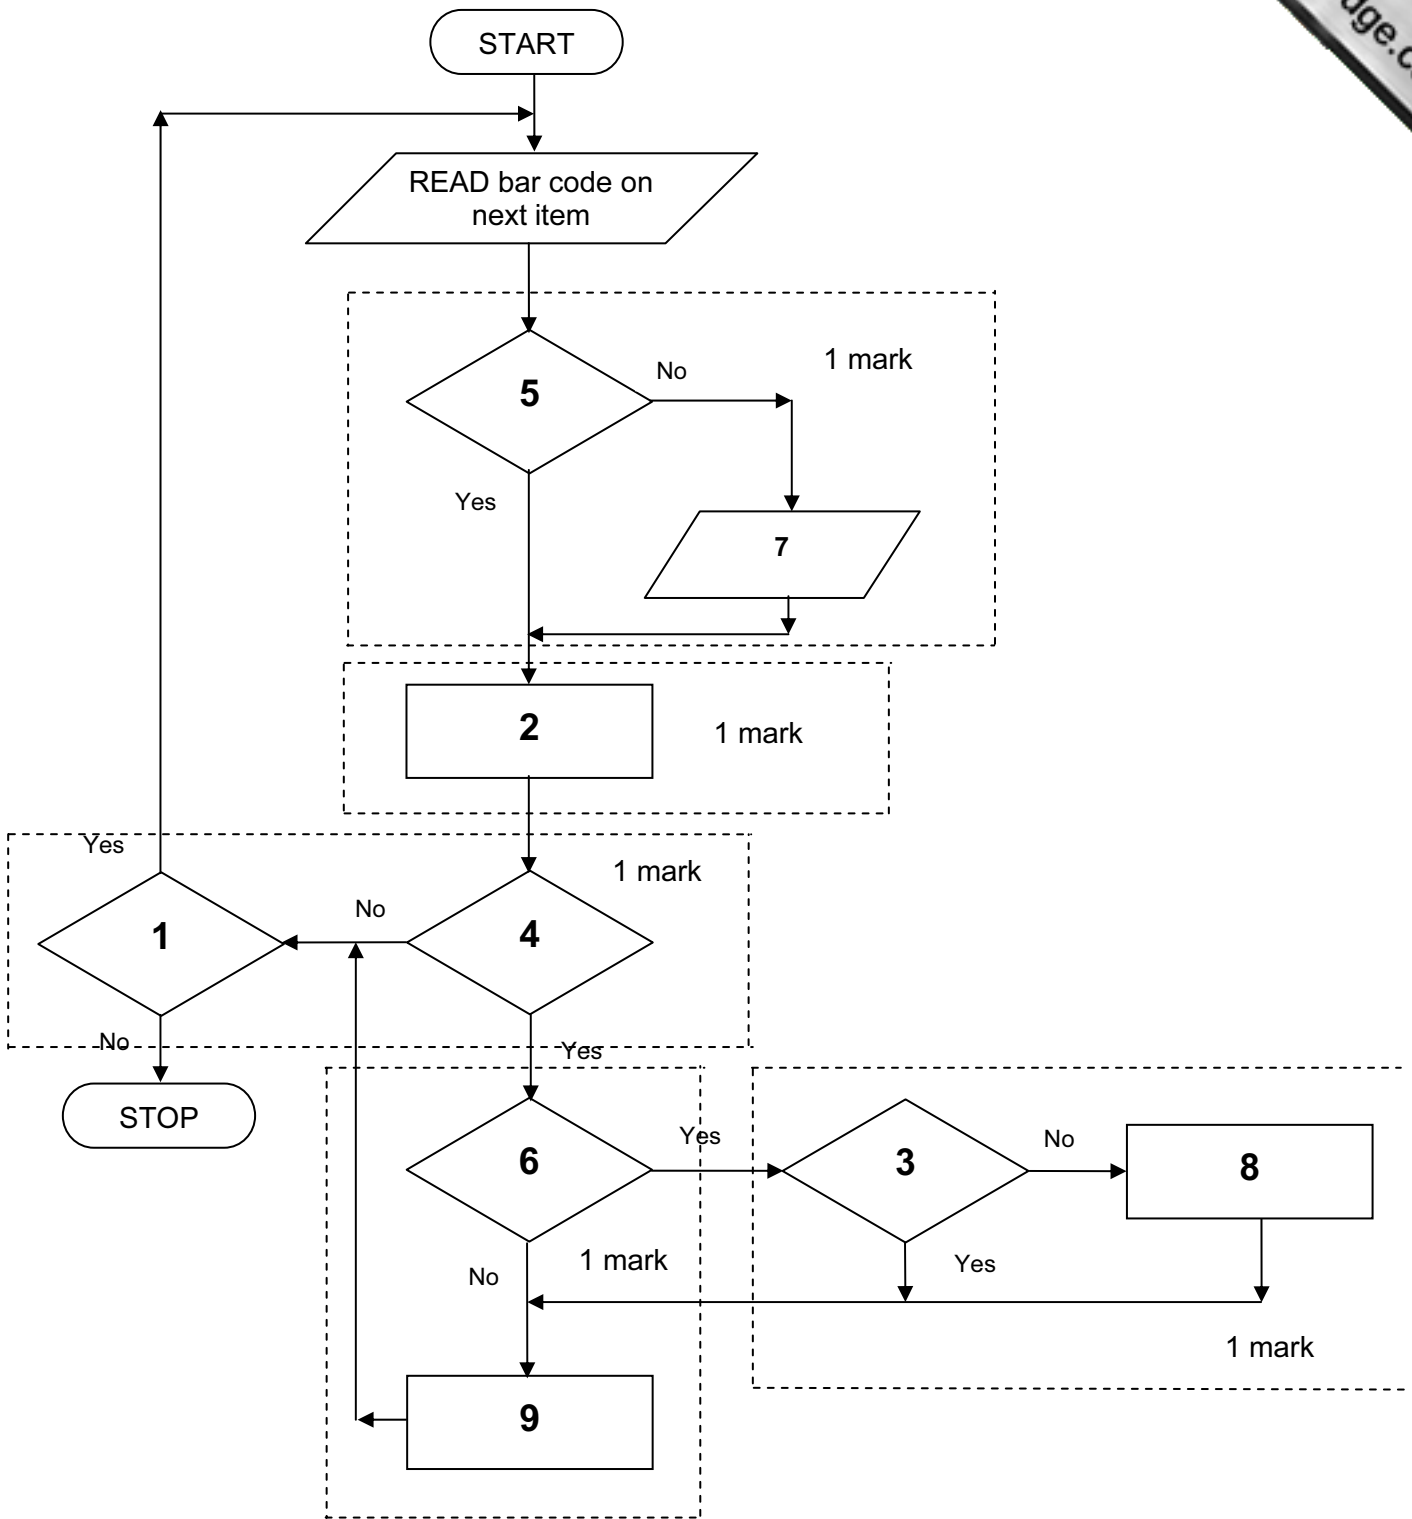 START
READ bar code on
next item
5
No
1 mark
Yes
7
2
1 mark
Yes
1 mark
No
1
4
No
Yes
STOP
6
Yes
3
No
8
No
1 mark
Yes
1 mark
9